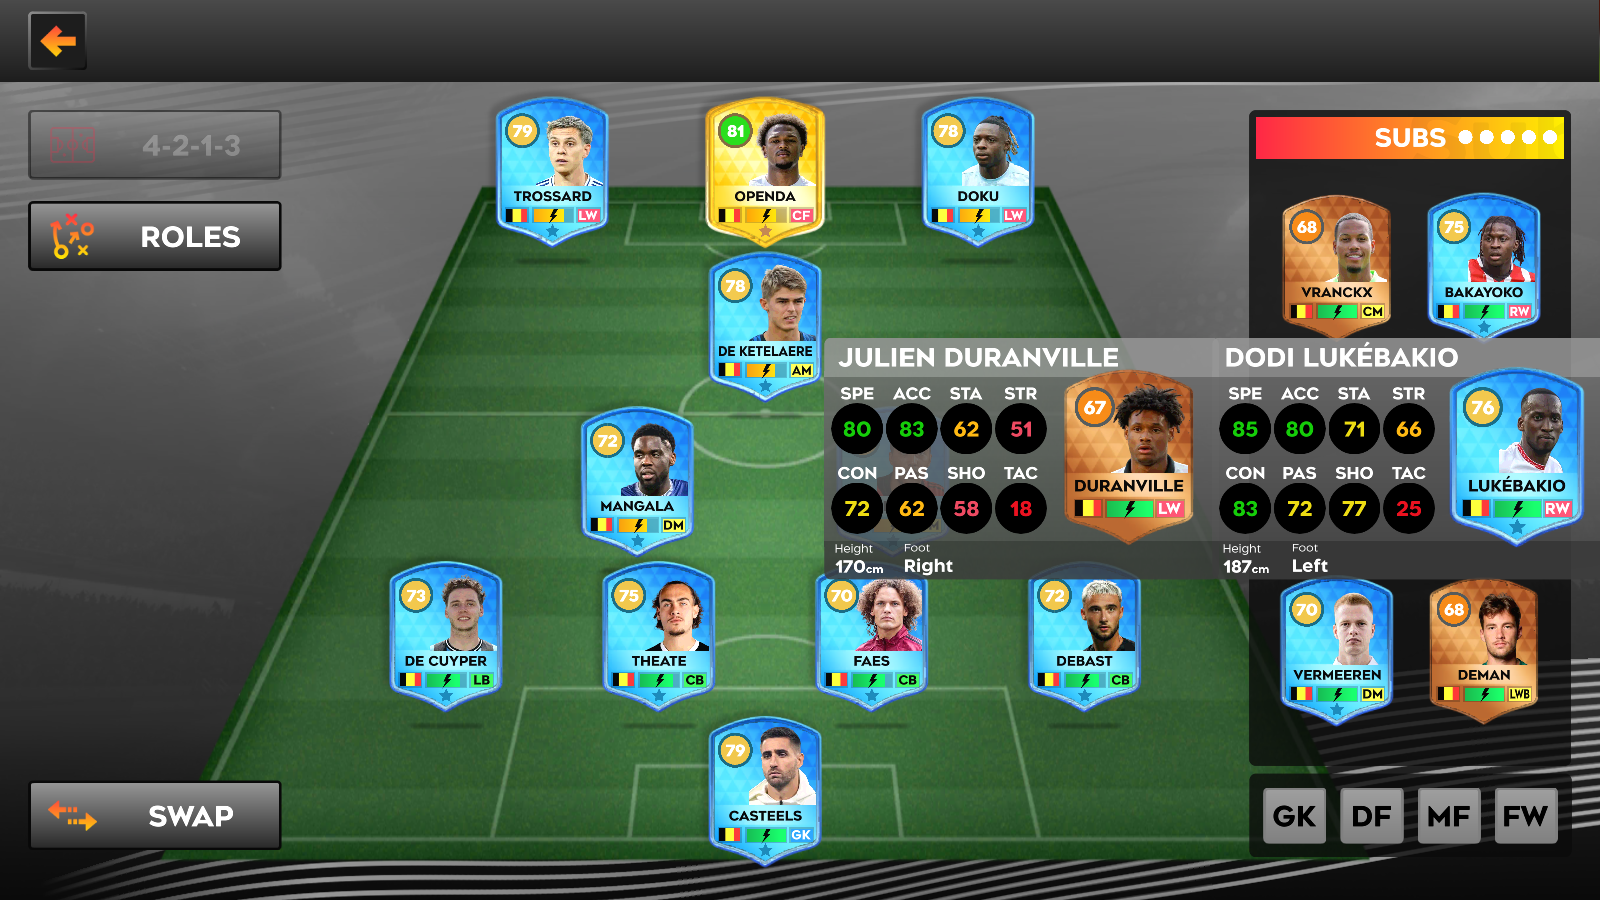 4-2-1-3
ROLES
SWAP
79
TROSSARD
LW
81
OPENDA
CF
78
DOKU
LW
78
DE KETELAERE
AM
72
MANGALA
DM
73
DE CUYPER
LB
75
THEATE
CB
70
FAES
CB
72
DEBAST
CB
79
CASTEELS
GK
SUBS
68
VRANCKX
CM
75
BAKAYOKO
RW
JULIEN DURANVILLE
SPE ACC STA STR
80 83 62 51
CON PAS SHO TAC
72 62 58 18
Height Foot
170cm Right
67
DURANVILLE
LW
DODI LUKÉBAKIO
SPE ACC STA STR
85 80 71 66
CON PAS SHO TAC
83 72 77 25
Height Foot
187cm Left
76
LUKÉBAKIO
RW
70
VERMEEREN
DM
68
DEMAN
LWB
GK DF MF FW